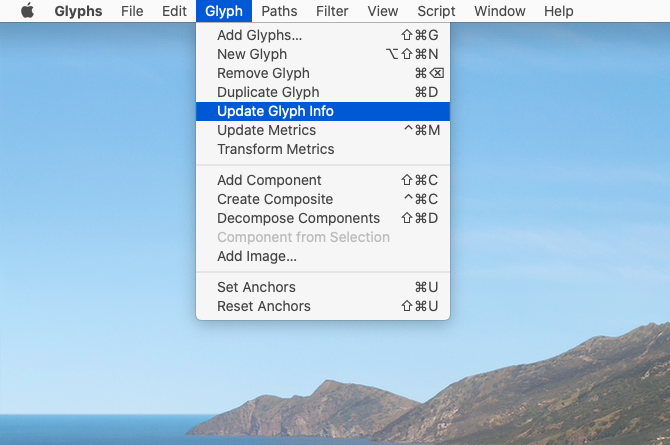 Glyphs File Edit Glyph Paths Filter View Script Window Help
Add Glyphs... ⇧⌘G
New Glyph ⌥⇧⌘N
Remove Glyph ⌘⌫
Duplicate Glyph ⌘D
Update Glyph Info
Update Metrics ^⌘M
Transform Metrics
Add Component ⇧⌘C
Create Composite ^⌘C
Decompose Components ⇧⌘D
Component from Selection
Add Image...
Set Anchors ⌘U
Reset Anchors ⇧⌘U